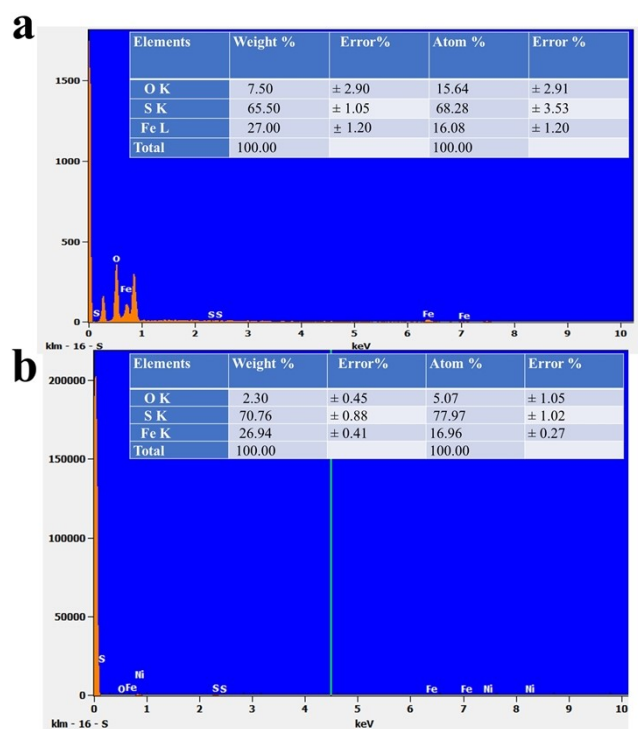 a
Elements Weight % Error% Atom % Error %
O K 7.50 ± 2.90 15.64 ± 2.91
S K 65.50 ± 1.05 68.28 ± 3.53
Fe L 27.00 ± 1.20 16.08 ± 1.20
Total 100.00 100.00
1500
1000
500
O
Fe
S
S S
Fe
Fe
0
0 1 2 3 4 5 6 7 8 9 10
klm - 16 - S keV
b
Elements Weight % Error% Atom % Error %
O K 2.30 ± 0.45 5.07 ± 1.05
S K 70.76 ± 0.88 77.97 ± 1.02
Fe K 26.94 ± 0.41 16.96 ± 0.27
Total 100.00 100.00
200000
150000
100000
50000
S
Ni
O Fe
S S
Fe Fe Ni Ni
0
0 1 2 3 4 5 6 7 8 9 10
klm - 16 - S keV